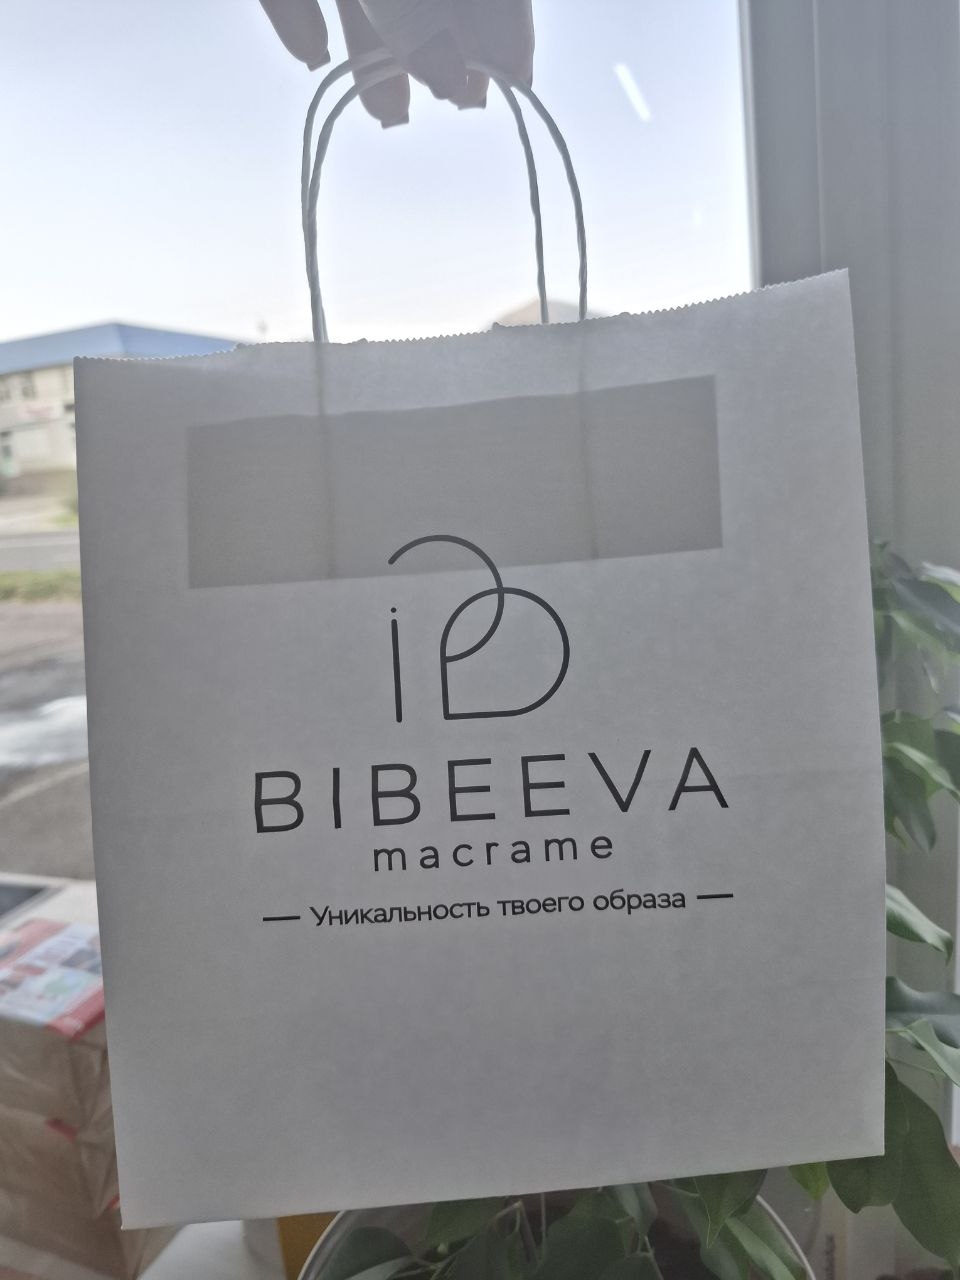 BIBEEVA
macrame
— Уникальность твоего образа —